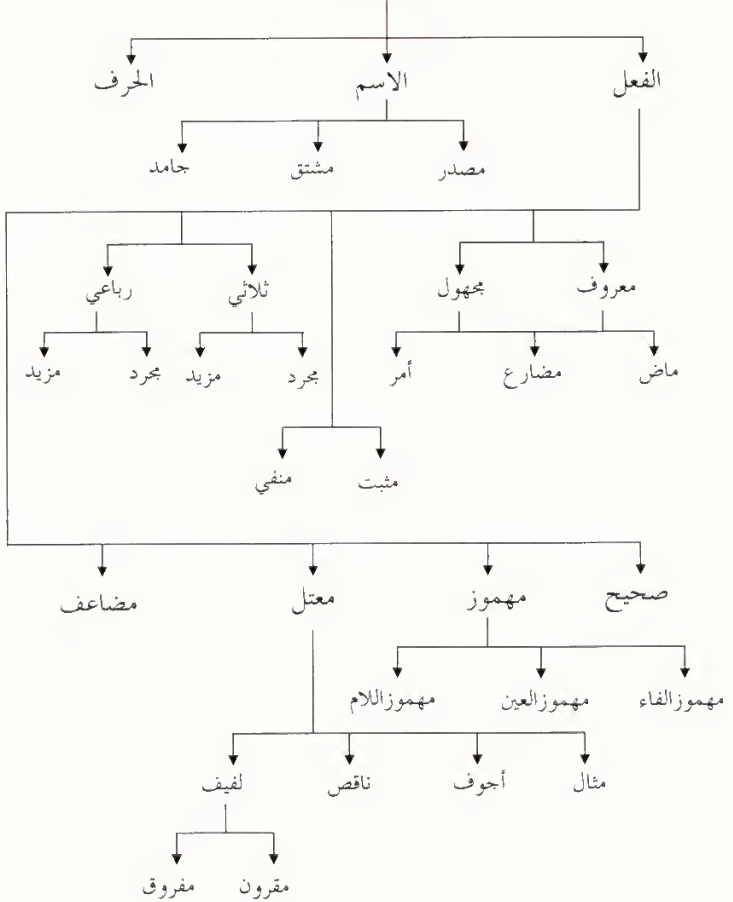 الفعل الاسم الحرف
مصدر مشتق جامد
معروف مجهول ثلاثي رباعي
ماض مضارع أمر مجرد مزيد مجرد مزيد
مثبت منفي
صحيح مهموز معتل مضاعف
مهموزالفاء مهموزالعين مهموزاللام
مثال أجوف ناقص لفيف
مقرون مفروق